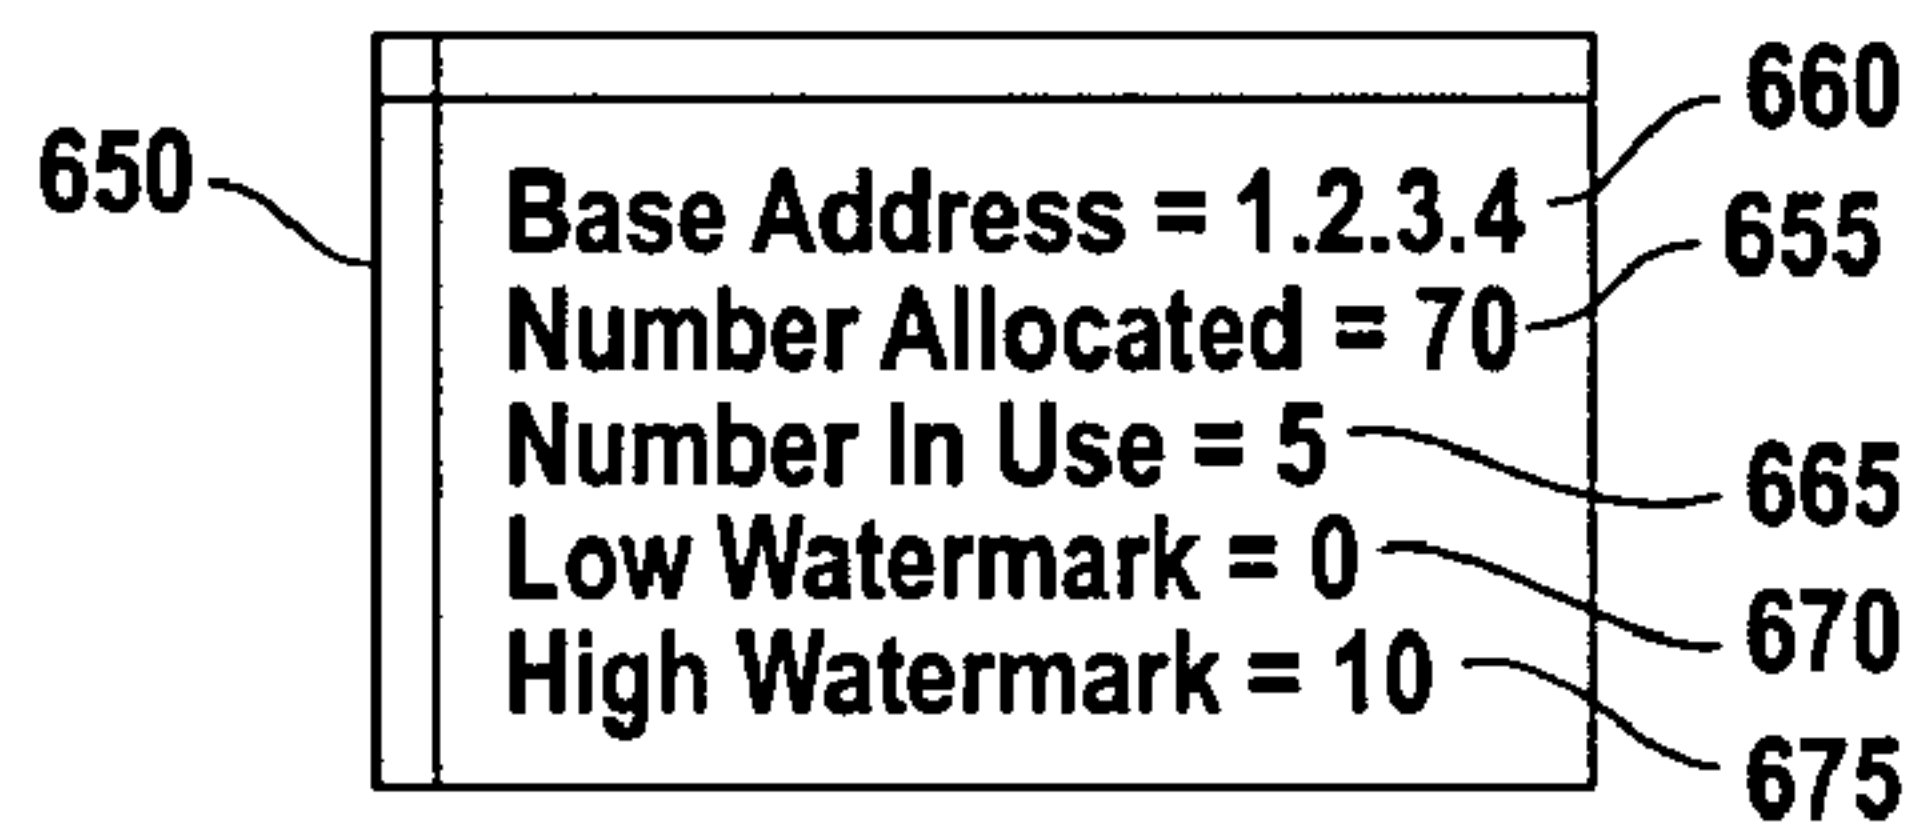 660
650
Base Address = 1.2.3.4
655
Number Allocated = 70
Number In Use = 5
665
Low Watermark = 0
670
High Watermark = 10
675